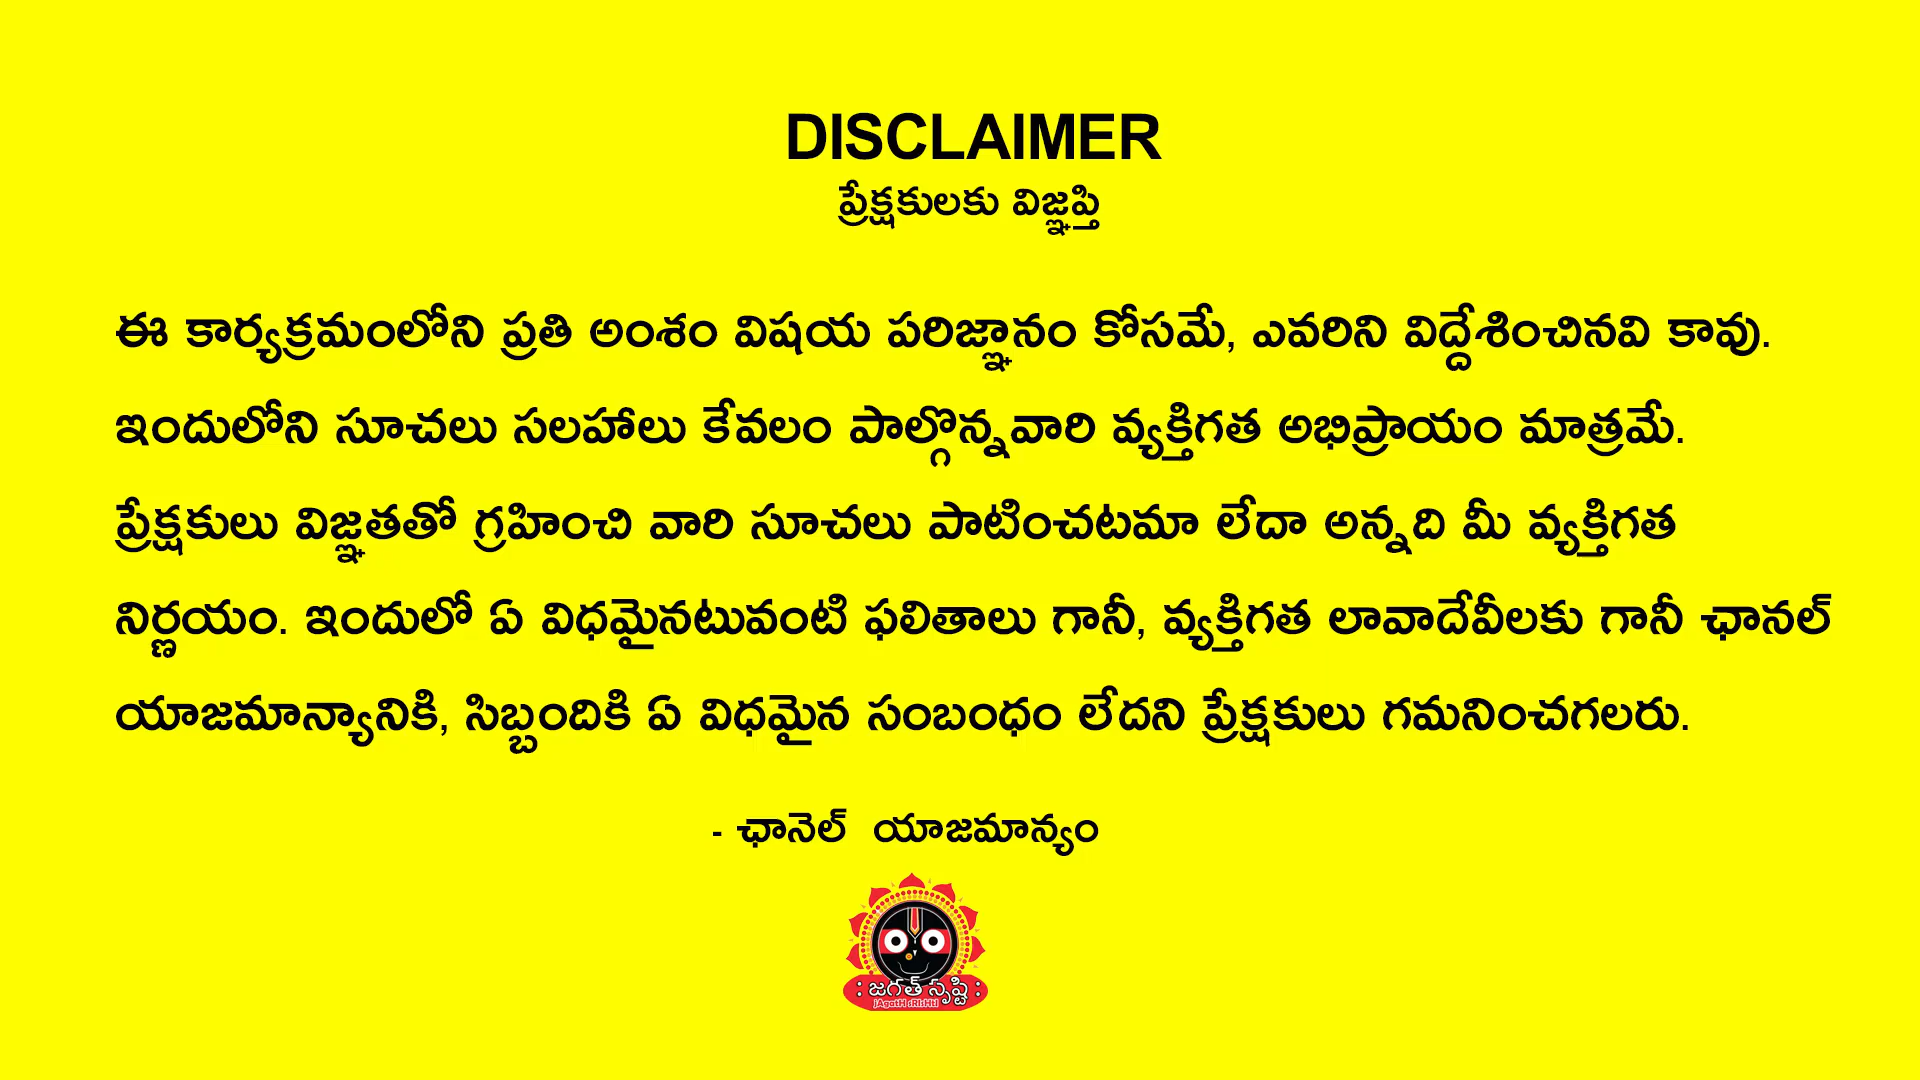 DISCLAIMER
ప్రేక్షకులకు విజ్ఞప్తి
ఈ కార్యక్రమంలోని ప్రతి అంశం విషయ పరిజ్ఞానం కోసమే, ఎవరిని విద్దేశించినవి కావు.
ఇందులోని సూచలు సలహాలు కేవలం పాల్గొన్నవారి వ్యక్తిగత అభిప్రాయం మాత్రమే.
ప్రేక్షకులు విజ్ఞతతో గ్రహించి వారి సూచలు పాటించటమా లేదా అన్నది మీ వ్యక్తిగత
నిర్ణయం. ఇందులో ఏ విధమైనటువంటి ఫలితాలు గానీ, వ్యక్తిగత లావాదేవీలకు గానీ ఛానల్
యాజమాన్యానికి, సిబ్బందికి ఏ విధమైన సంబంధం లేదని ప్రేక్షకులు గమనించగలరు.
- ఛానెల్ యాజమాన్యం
: జగత్ సృష్టి :
jAgatH sRIsHtI